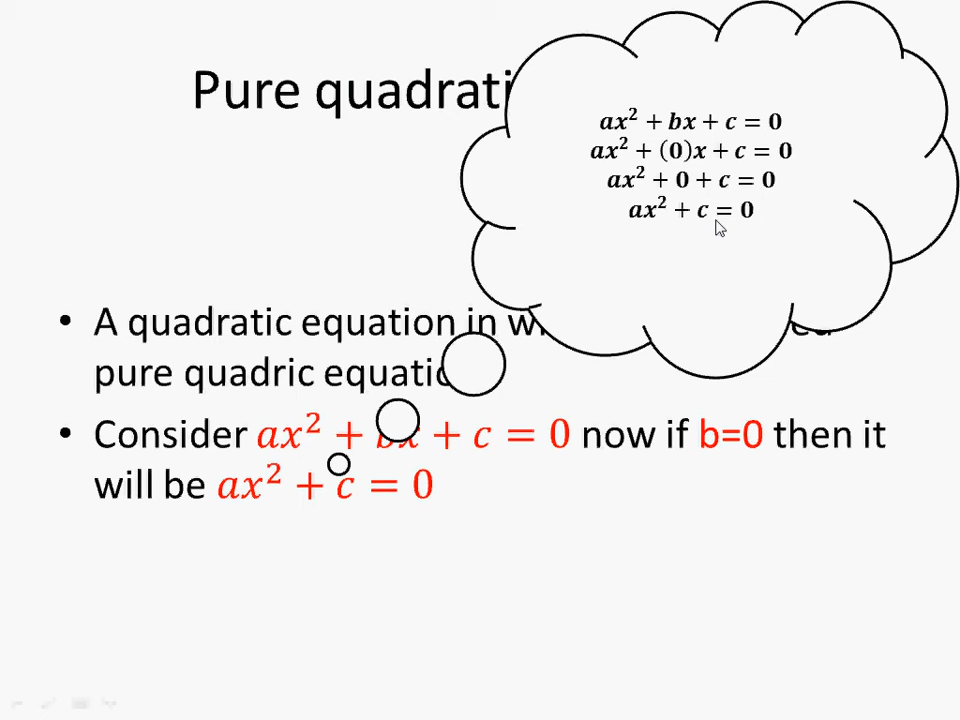 Pure quadrati
ax² + bx + c = 0
ax² + (0)x + c = 0
ax² + 0 + c = 0
ax² + c = 0
• A quadratic equation in
pure quadric equatio
• Consider ax² + bx + c = 0 now if b=0 then it
will be ax² + c = 0